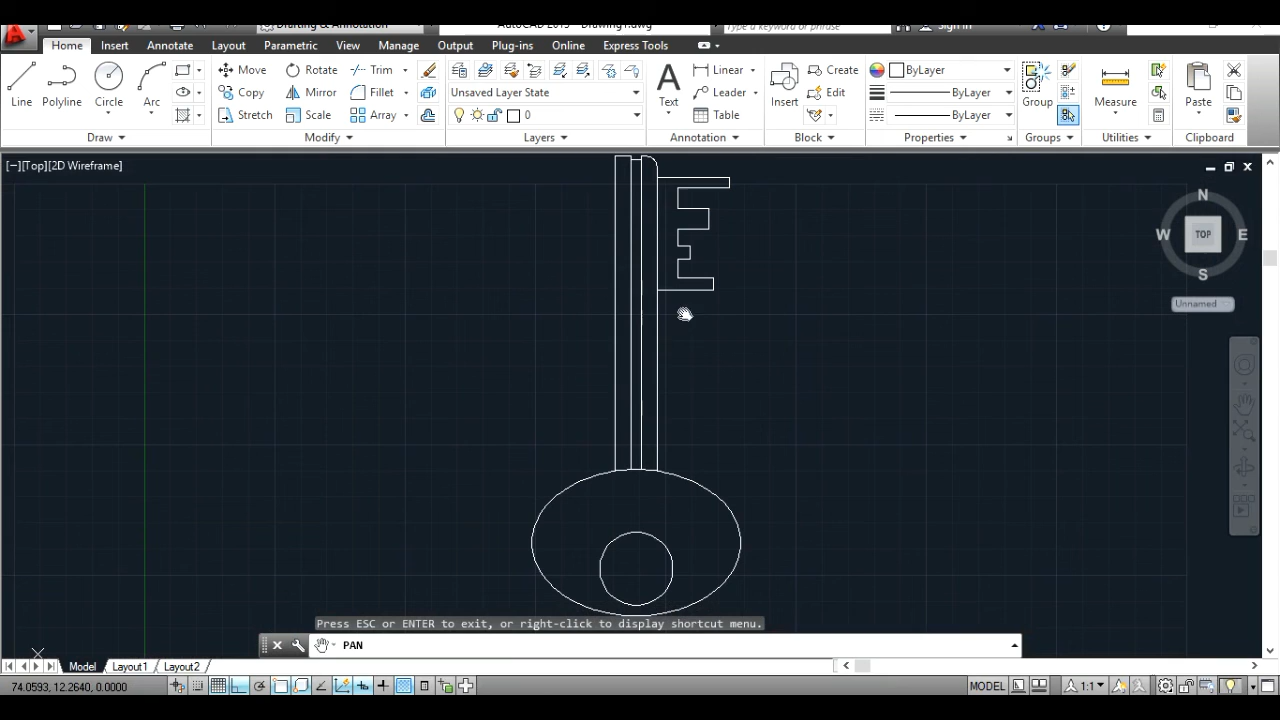 Drafting & Annotation
AutoCAD 2013 - Drawing1.dwg
Type a keyword or phrase
Sign In
Home Insert Annotate Layout Parametric View Manage Output Plug-ins Online Express Tools
Line Polyline Circle Arc
Move Rotate Trim
Copy Mirror Fillet
Stretch Scale Array
Unsaved Layer State
0
Text
Linear
Leader
Table
Insert
Create
Edit
ByLayer
ByLayer
ByLayer
Group
Measure
Paste
Draw Modify Layers Annotation Block Properties Groups Utilities Clipboard
[−][Top][2D Wireframe]
N
W TOP E
S
Unnamed
Press ESC or ENTER to exit, or right-click to display shortcut menu.
PAN
Model Layout1 Layout2
74.0593, 12.2640, 0.0000
MODEL
1:1